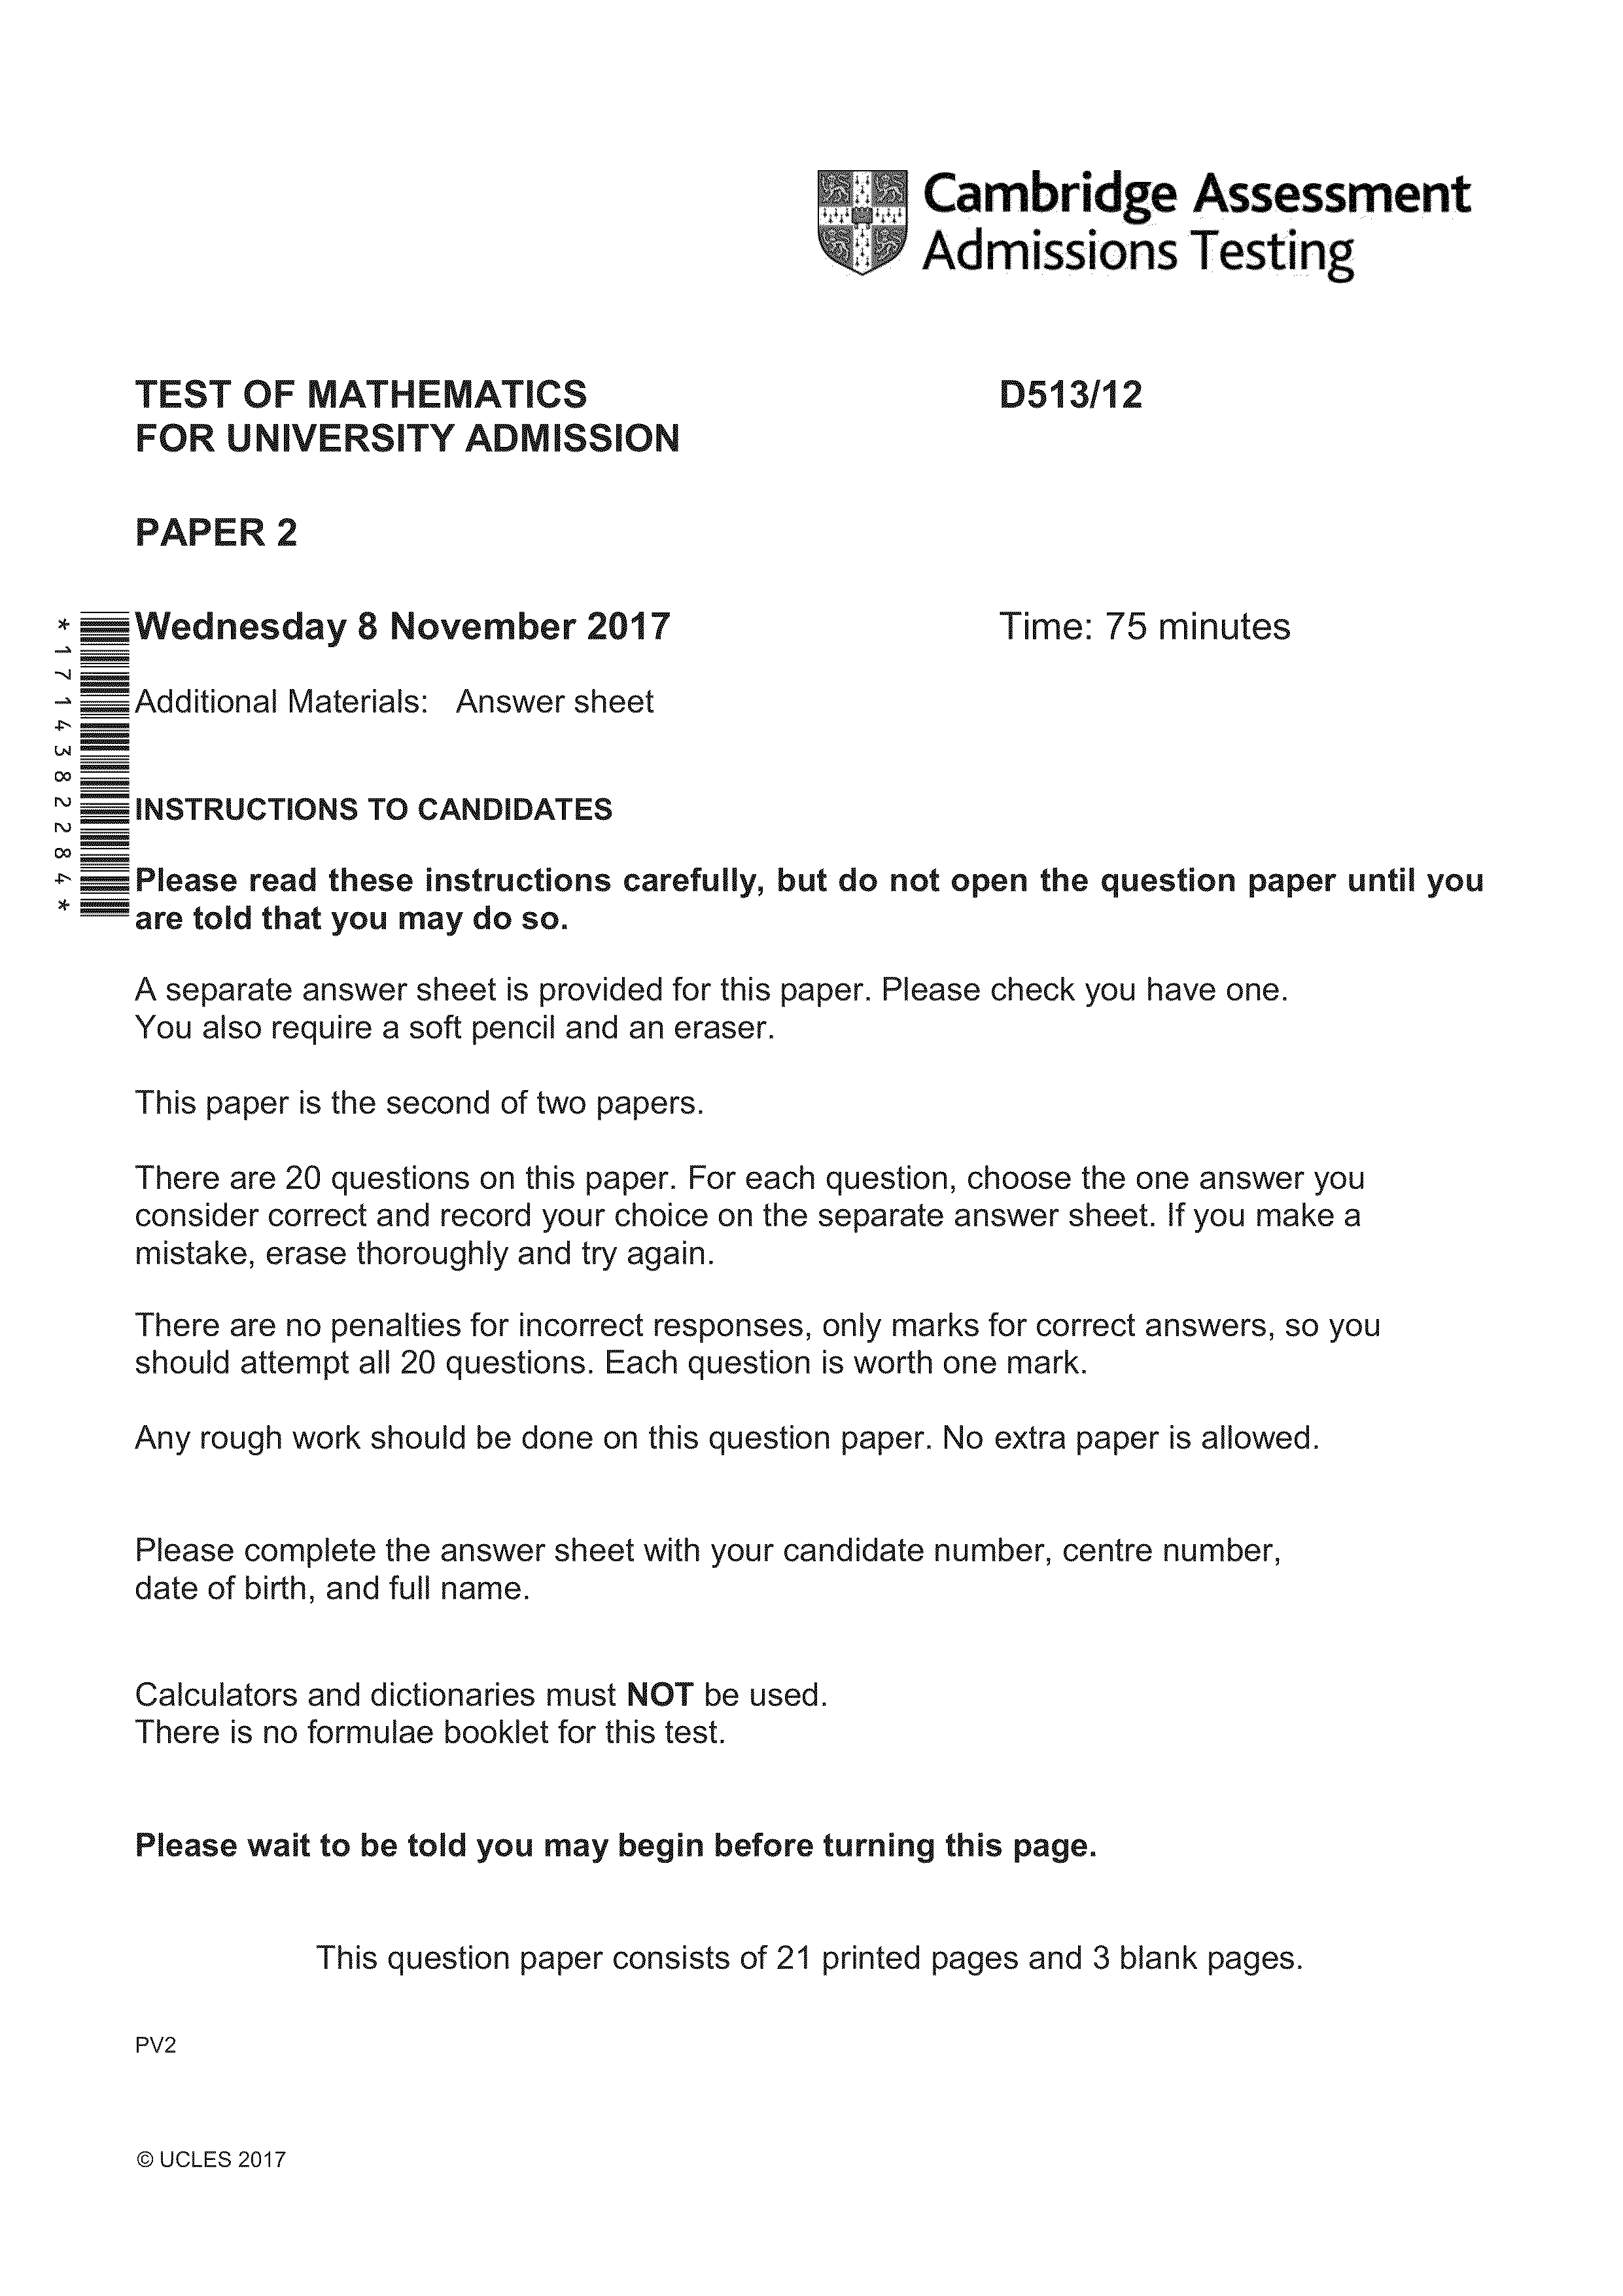 Cambridge Assessment
Admissions Testing
TEST OF MATHEMATICS
FOR UNIVERSITY ADMISSION
D513/12
PAPER 2
Wednesday 8 November 2017
Time: 75 minutes
Additional Materials: Answer sheet
*1714382284*
INSTRUCTIONS TO CANDIDATES
Please read these instructions carefully, but do not open the question paper until you
are told that you may do so.
A separate answer sheet is provided for this paper. Please check you have one.
You also require a soft pencil and an eraser.
This paper is the second of two papers.
There are 20 questions on this paper. For each question, choose the one answer you
consider correct and record your choice on the separate answer sheet. If you make a
mistake, erase thoroughly and try again.
There are no penalties for incorrect responses, only marks for correct answers, so you
should attempt all 20 questions. Each question is worth one mark.
Any rough work should be done on this question paper. No extra paper is allowed.
Please complete the answer sheet with your candidate number, centre number,
date of birth, and full name.
Calculators and dictionaries must NOT be used.
There is no formulae booklet for this test.
Please wait to be told you may begin before turning this page.
This question paper consists of 21 printed pages and 3 blank pages.
PV2
© UCLES 2017